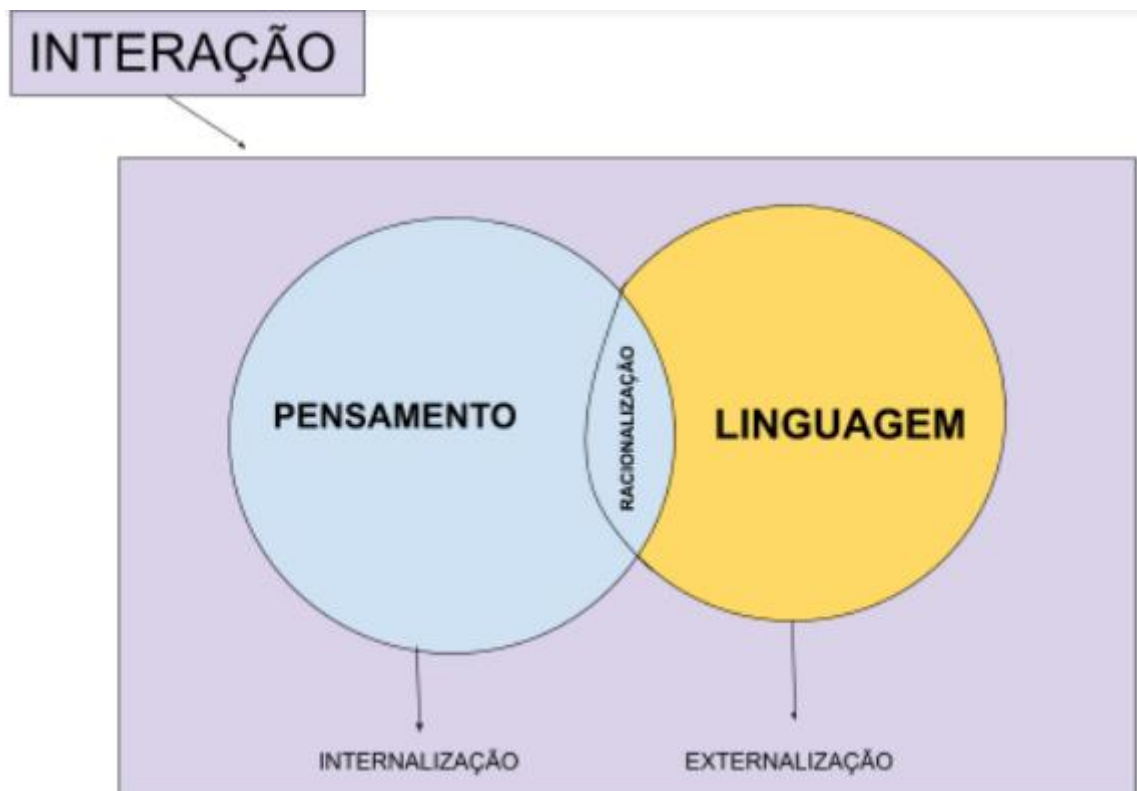 INTERAÇÃO
PENSAMENTO
RACIONALIZAÇÃO
LINGUAGEM
INTERNALIZAÇÃO
EXTERNALIZAÇÃO